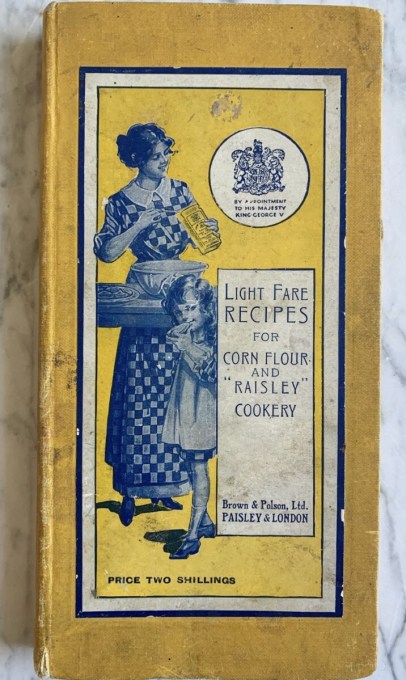 BY APPOINTMENT
TO HIS MAJESTY
KING GEORGE V
LIGHT FARE
RECIPES
FOR
CORN FLOUR
AND
"RAISLEY"
COOKERY
Brown & Polson, Ltd.
PAISLEY & LONDON
PRICE TWO SHILLINGS